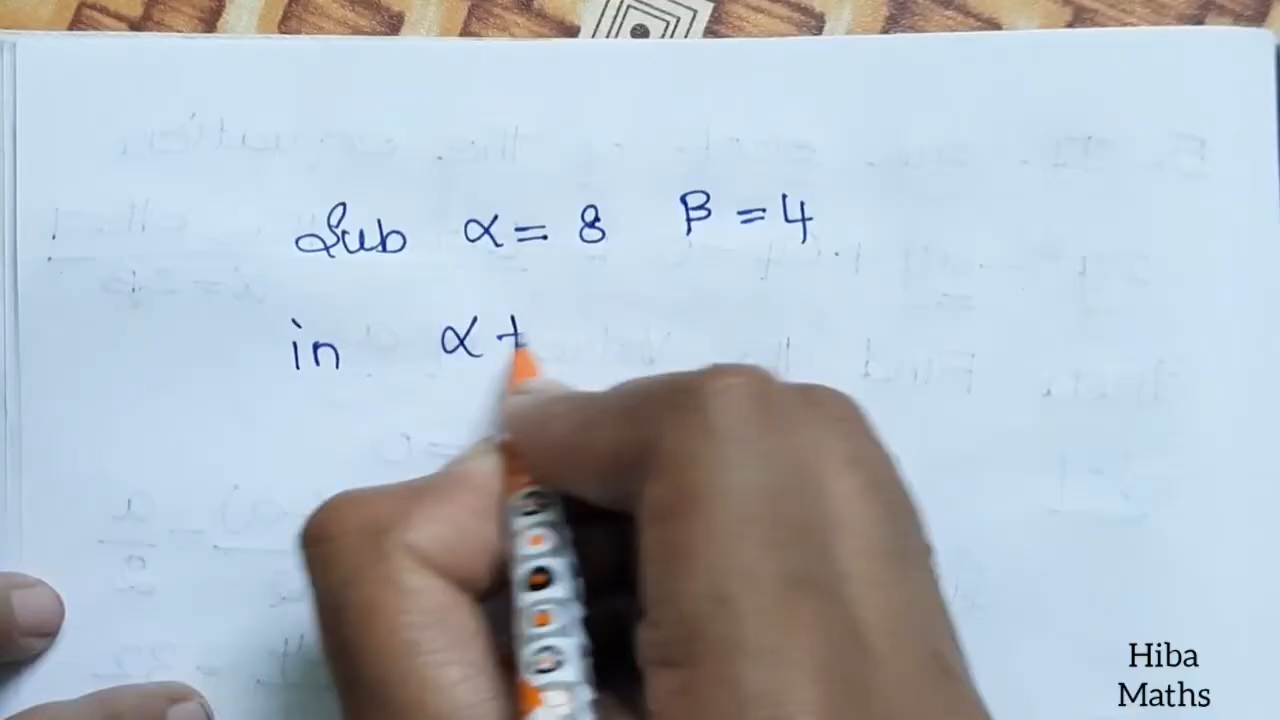 Sub α = 8 β = 4
in α +
Hiba
Maths